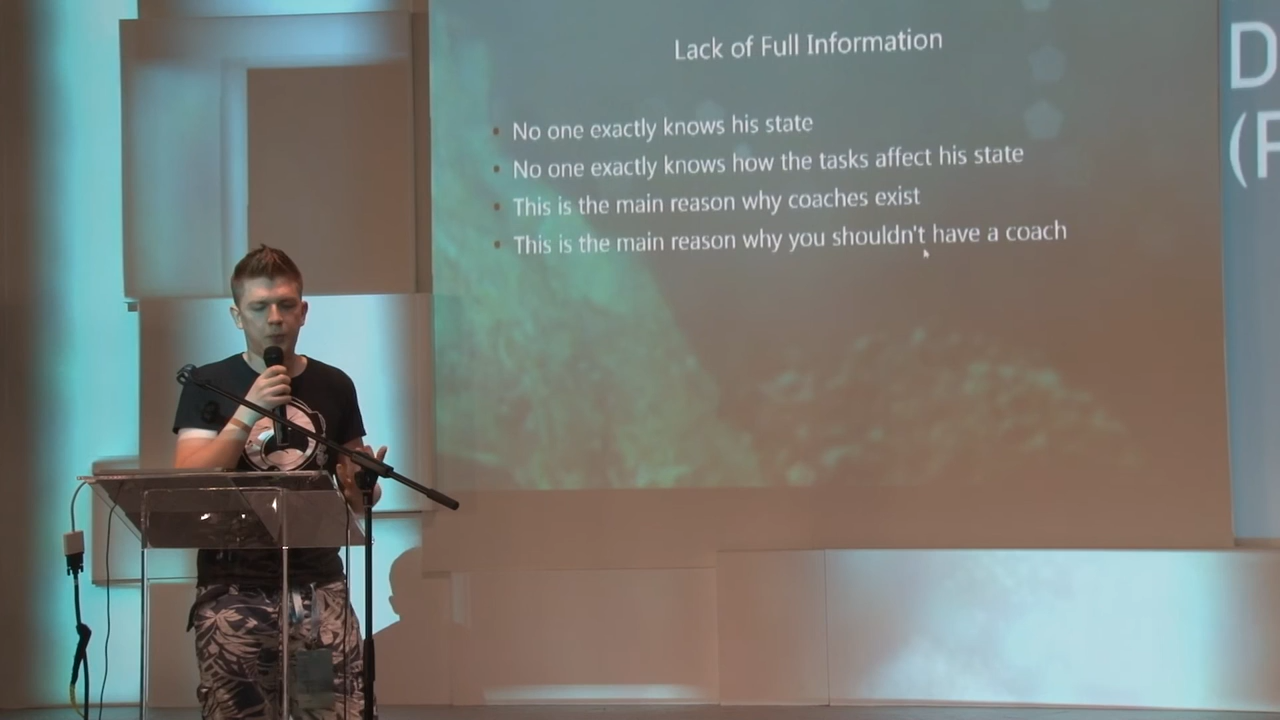 Lack of Full Information
• No one exactly knows his state
• No one exactly knows how the tasks affect his state
• This is the main reason why coaches exist
• This is the main reason why you shouldn't have a coach